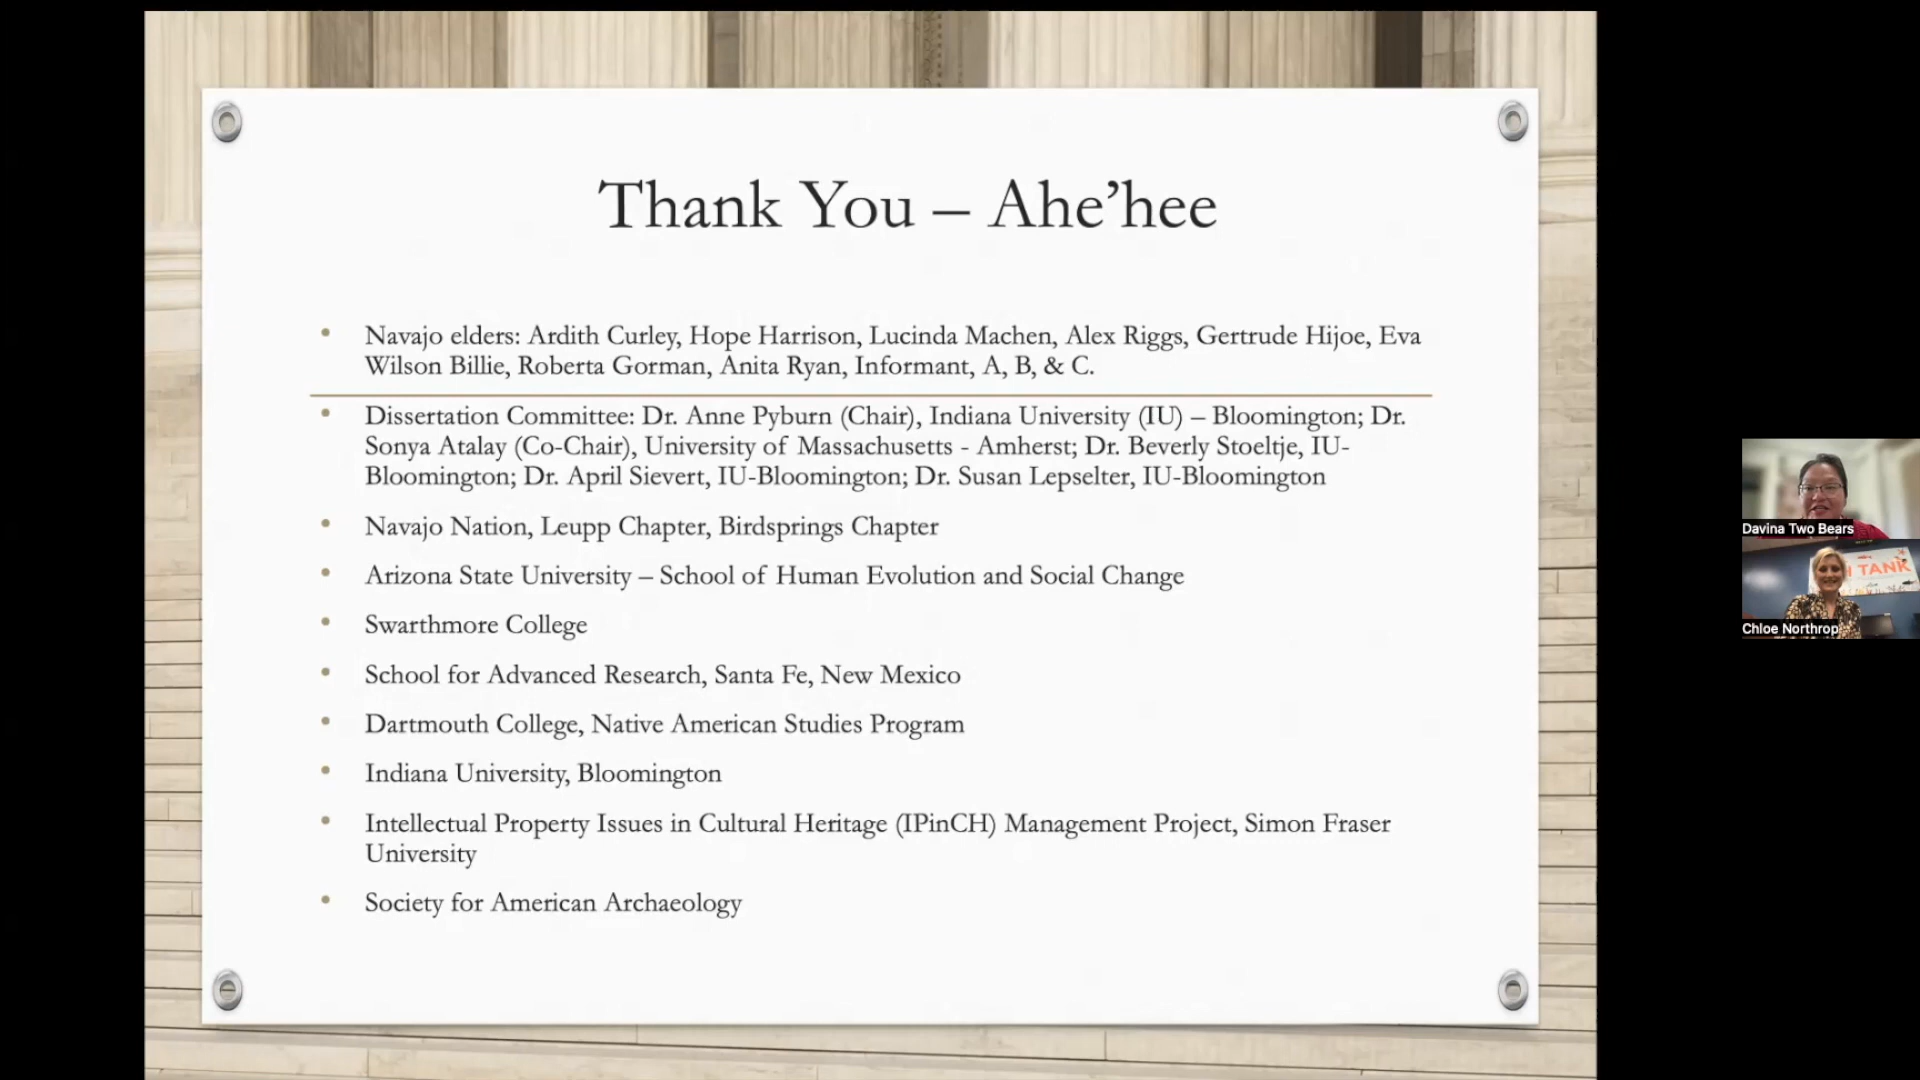 Thank You – Ahe’hee
• Navajo elders: Ardith Curley, Hope Harrison, Lucinda Machen, Alex Riggs, Gertrude Hijoe, Eva
Wilson Billie, Roberta Gorman, Anita Ryan, Informant, A, B, & C.
• Dissertation Committee: Dr. Anne Pyburn (Chair), Indiana University (IU) – Bloomington; Dr.
Sonya Atalay (Co-Chair), University of Massachusetts - Amherst; Dr. Beverly Stoeltje, IU-
Bloomington; Dr. April Sievert, IU-Bloomington; Dr. Susan Lepselter, IU-Bloomington
• Navajo Nation, Leupp Chapter, Birdsprings Chapter
• Arizona State University – School of Human Evolution and Social Change
• Swarthmore College
• School for Advanced Research, Santa Fe, New Mexico
• Dartmouth College, Native American Studies Program
• Indiana University, Bloomington
• Intellectual Property Issues in Cultural Heritage (IPinCH) Management Project, Simon Fraser
University
• Society for American Archaeology
Davina Two Bears
TANK
Chloe Northrop